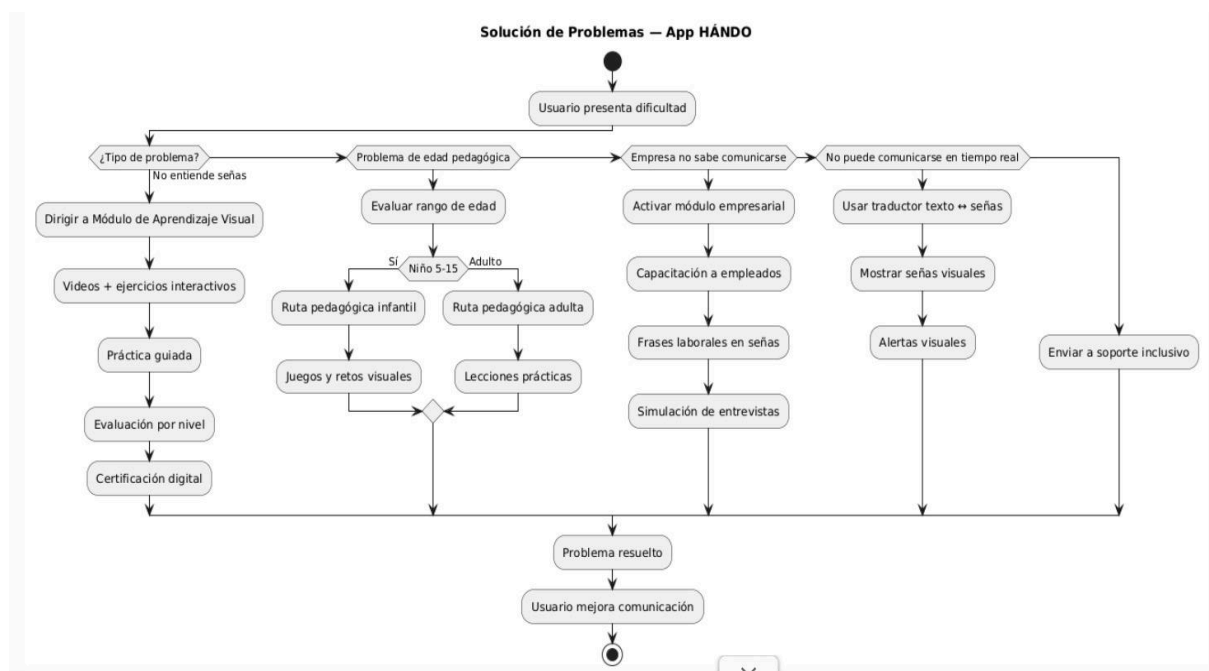 Solución de Problemas — App HÁNDO
Usuario presenta dificultad
¿Tipo de problema?
No entiende señas
Dirigir a Módulo de Aprendizaje Visual
Videos + ejercicios interactivos
Práctica guiada
Evaluación por nivel
Certificación digital
Problema de edad pedagógica
Evaluar rango de edad
Niño 5-15
Sí
Adulto
Ruta pedagógica infantil
Juegos y retos visuales
Ruta pedagógica adulta
Lecciones prácticas
Empresa no sabe comunicarse
Activar módulo empresarial
Capacitación a empleados
Frases laborales en señas
Simulación de entrevistas
No puede comunicarse en tiempo real
Usar traductor texto ↔ señas
Mostrar señas visuales
Alertas visuales
Enviar a soporte inclusivo
Problema resuelto
Usuario mejora comunicación